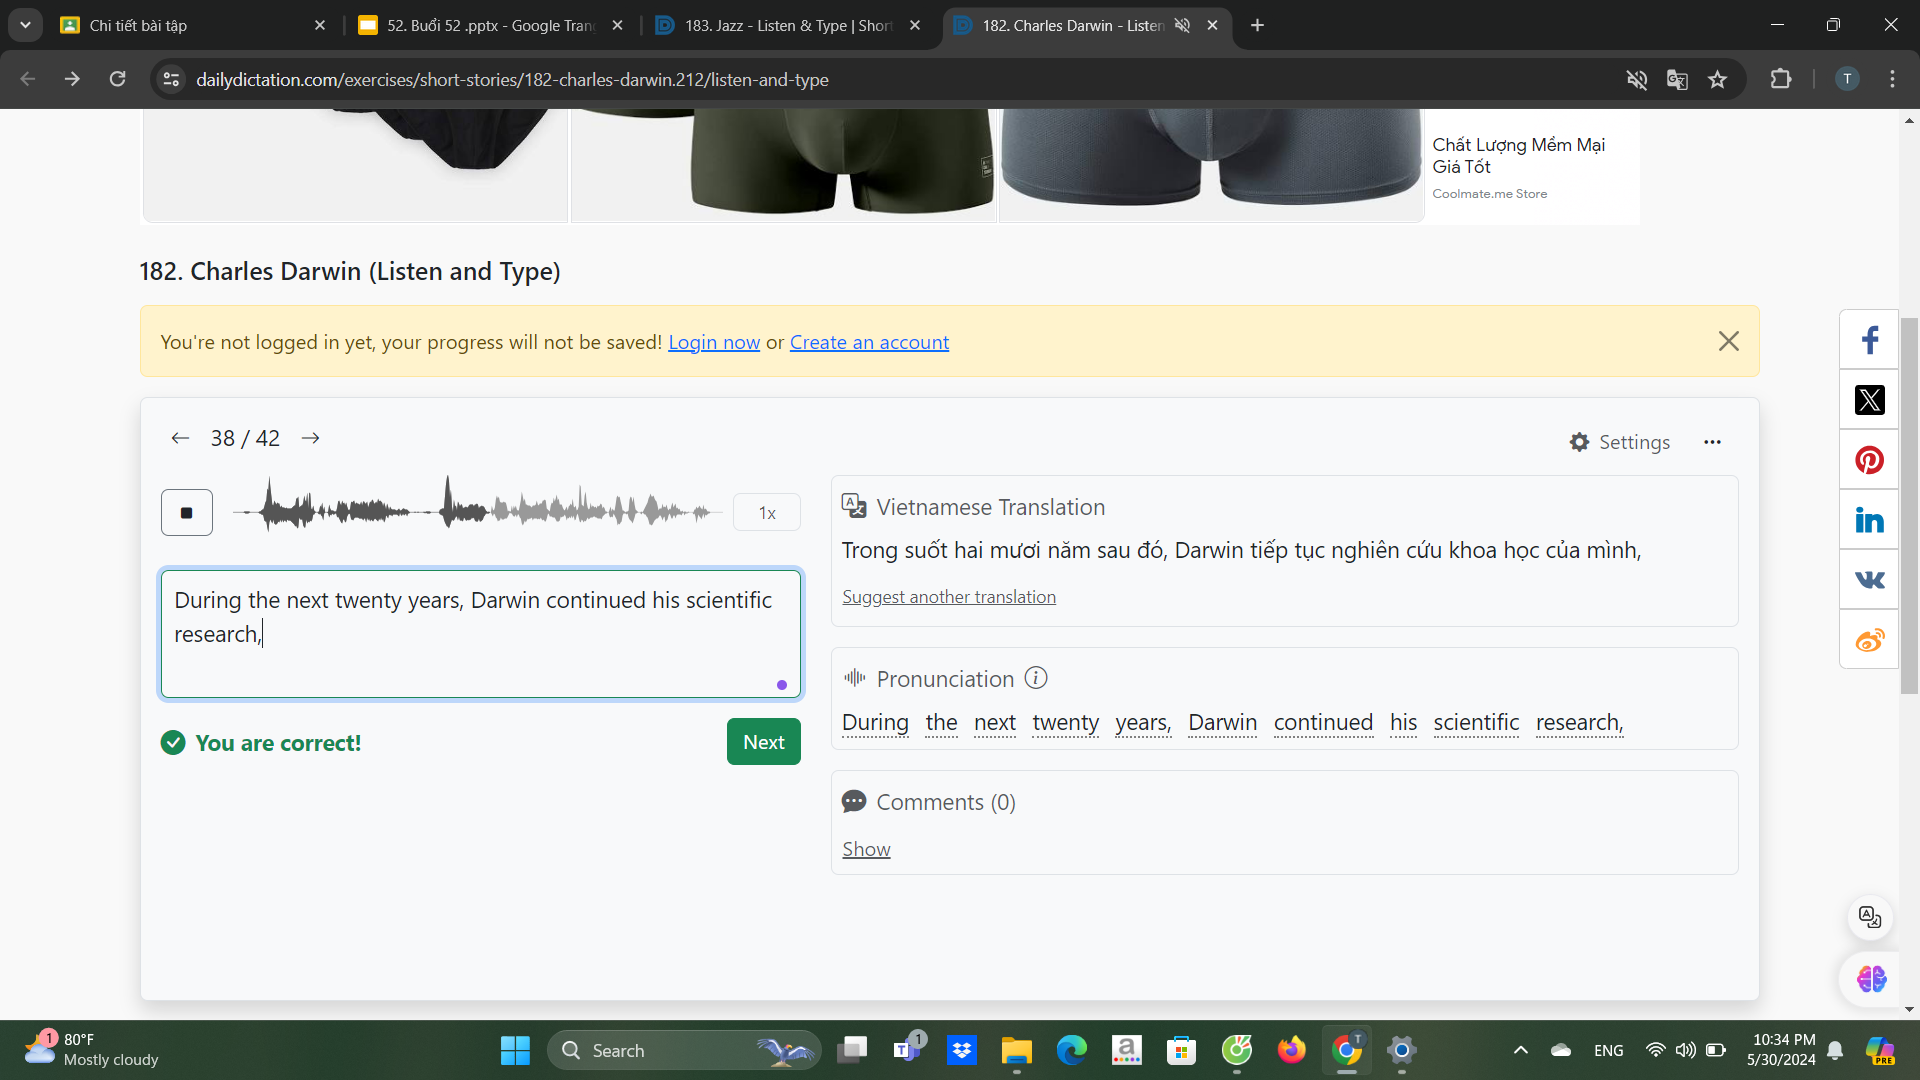 Chi tiết bài tập
52. Buổi 52 .pptx - Google Tran
183. Jazz - Listen & Type | Shor
182. Charles Darwin - Listen
dailydictation.com/exercises/short-stories/182-charles-darwin.212/listen-and-type
T
Chất Lượng Mềm Mại
Giá Tốt
Coolmate.me Store
182. Charles Darwin (Listen and Type)
You're not logged in yet, your progress will not be saved! Login now or Create an account
38 / 42
Settings
1x
Vietnamese Translation
Trong suốt hai mươi năm sau đó, Darwin tiếp tục nghiên cứu khoa học của mình,
Suggest another translation
During the next twenty years, Darwin continued his scientific
research,
Pronunciation
During the next twenty years, Darwin continued his scientific research,
You are correct!
Next
Comments (0)
Show
1
80°F
Mostly cloudy
Search
1
T
ENG
10:34 PM
5/30/2024
PRE